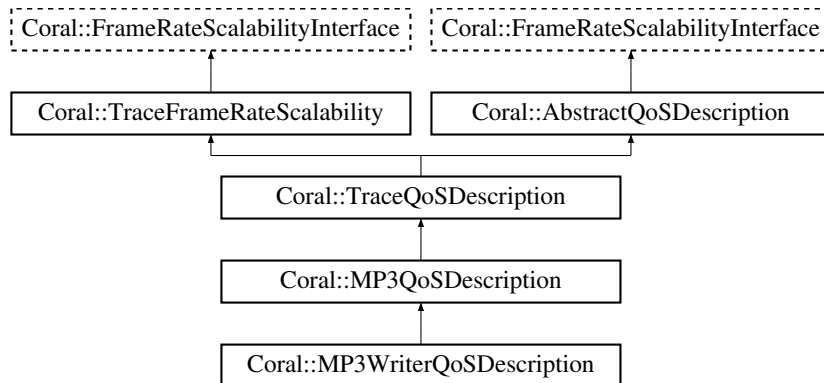 Coral::FrameRateScalabilityInterface
Coral::FrameRateScalabilityInterface
Coral::TraceFrameRateScalability
Coral::AbstractQoSDescription
Coral::TraceQoSDescription
Coral::MP3QoSDescription
Coral::MP3WriterQoSDescription